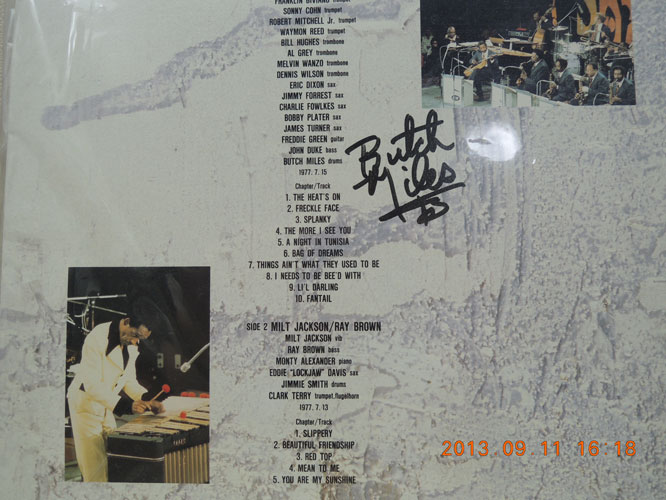 FRANKLIN BIVIANO trumpet
SONNY COHN trumpet
ROBERT MITCHELL Jr. trumpet
WAYMON REED trumpet
BILL HUGHES trombone
AL GREY trombone
MELVIN WANZO trombone
DENNIS WILSON trombone
ERIC DIXON sax
JIMMY FORREST sax
CHARLIE FOWLKES sax
BOBBY PLATER sax
JAMES TURNER sax
FREDDIE GREEN guitar
JOHN DUKE bass
BUTCH MILES drums
1977. 7. 15
Butch
Miles
Chapter/Track
1. THE HEAT'S ON
2. FRECKLE FACE
3. SPLANKY
4. THE MORE I SEE YOU
5. A NIGHT IN TUNISIA
6. BAG OF DREAMS
7. THINGS AIN'T WHAT THEY USED TO BE
8. I NEEDS TO BE BEE'D WITH
9. LI'L DARLING
10. FANTAIL
SIDE 2 MILT JACKSON/RAY BROWN
MILT JACKSON vib
RAY BROWN bass
MONTY ALEXANDER piano
EDDIE "LOCKJAW" DAVIS sax
JIMMIE SMITH drums
CLARK TERRY trumpet.flugelhorn
1977. 7. 13
Chapter/Track
1. SLIPPERY
2. BEAUTIFUL FRIENDSHIP
3. RED TOP
4. MEAN TO ME
5. YOU ARE MY SUNSHINE
2013.09.11 16:18